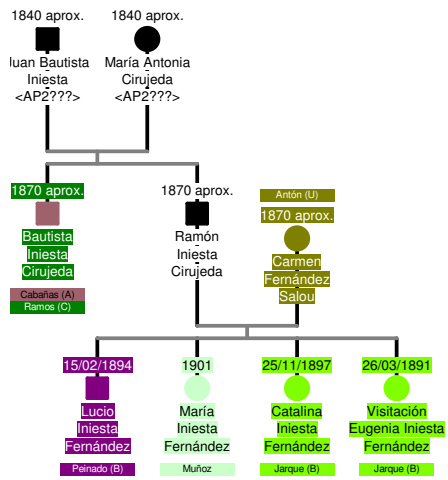 1840 aprox.
Juan Bautista
Iniesta
<AP2???>
1840 aprox.
María Antonia
Cirujeda
<AP2???>
1870 aprox.
Bautista
Iniesta
Cirujeda
Cabañas (A)
Ramos (C)
1870 aprox.
Ramón
Iniesta
Cirujeda
Antón (U)
1870 aprox.
Carmen
Fernández
Salou
15/02/1894
Lucio
Iniesta
Fernández
Peinado (B)
1901
María
Iniesta
Fernández
Muñoz
25/11/1897
Catalina
Iniesta
Fernández
Jarque (B)
26/03/1891
Visitación
Eugenia Iniesta
Fernández
Jarque (B)